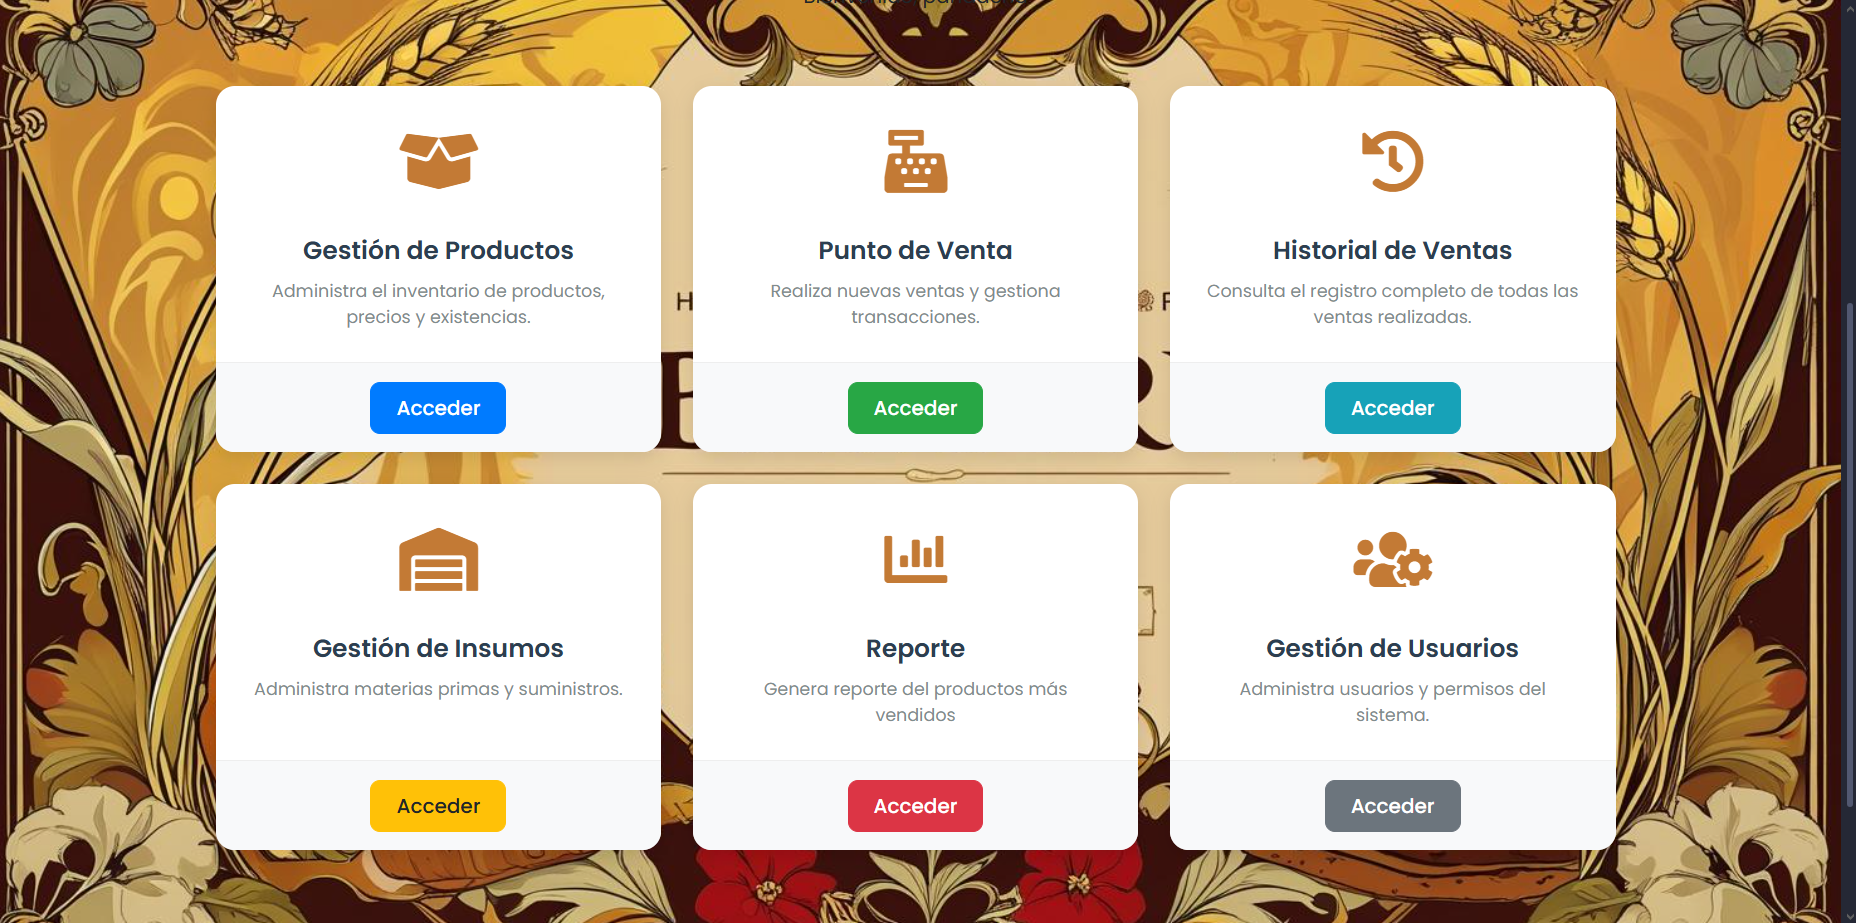 Gestión de Productos
Administra el inventario de productos,
precios y existencias.
Acceder
Punto de Venta
Realiza nuevas ventas y gestiona
transacciones.
Acceder
Historial de Ventas
Consulta el registro completo de todas las
ventas realizadas.
Acceder
Gestión de Insumos
Administra materias primas y suministros.
Acceder
Reporte
Genera reporte del productos más
vendidos
Acceder
Gestión de Usuarios
Administra usuarios y permisos del
sistema.
Acceder